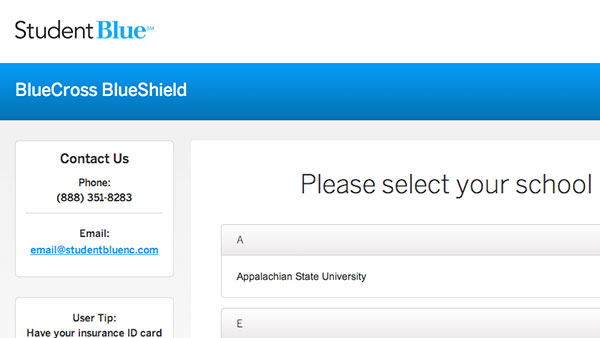 Student Blue℠
BlueCross BlueShield
Contact Us
Phone:
(888) 351-8283
Email:
email@studentbluenc.com
User Tip:
Have your insurance ID card
Please select your school
A
Appalachian State University
E